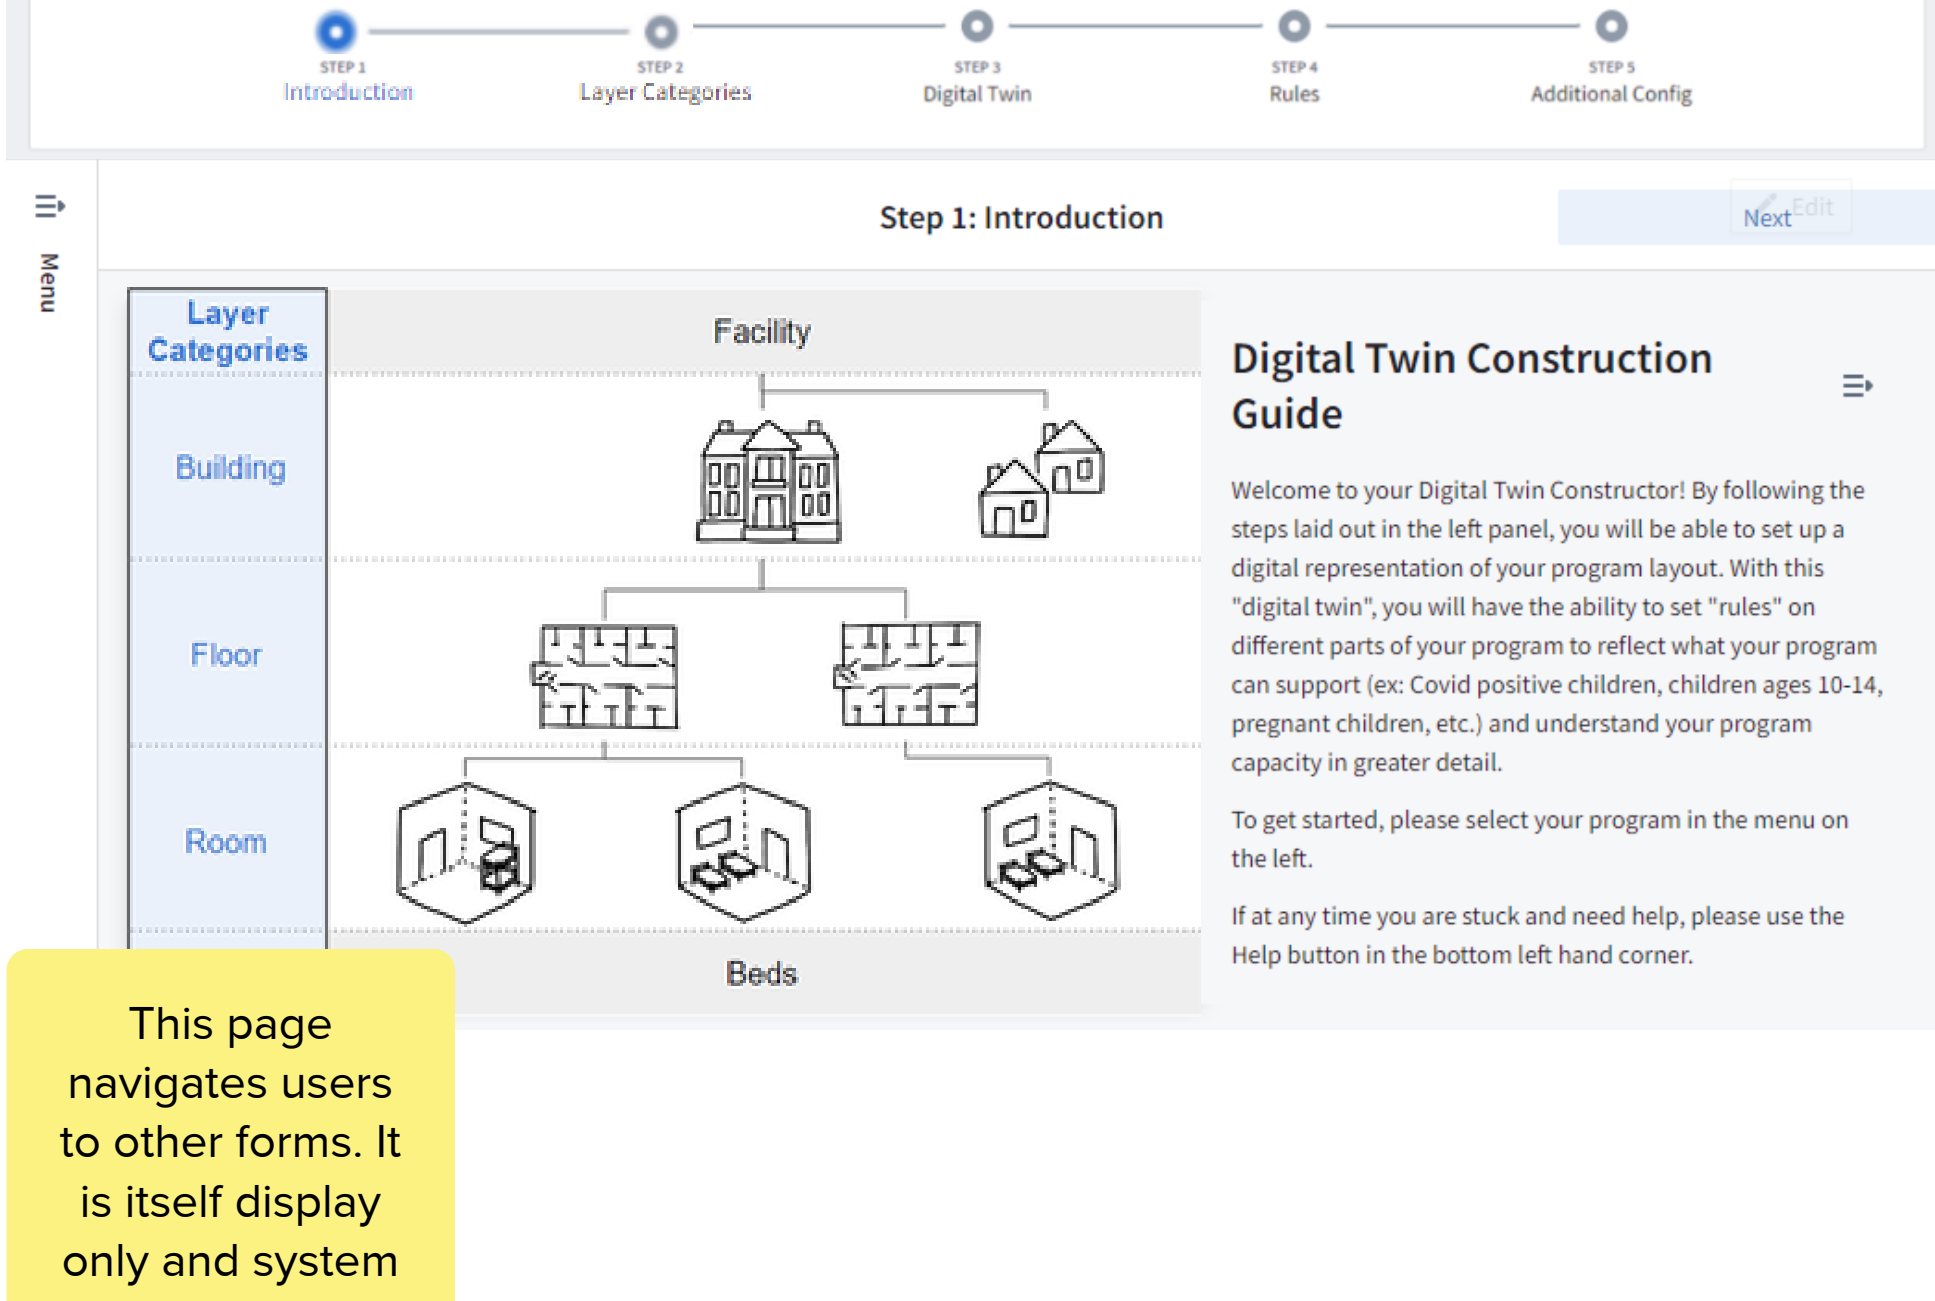 STEP 1
Introduction
STEP 2
Layer Categories
STEP 3
Digital Twin
STEP 4
Rules
STEP 5
Additional Config
Menu
Step 1: Introduction
Edit
Next
Layer
Categories
Facility
Building
Floor
Room
Beds
Digital Twin Construction
Guide
Welcome to your Digital Twin Constructor! By following the
steps laid out in the left panel, you will be able to set up a
digital representation of your program layout. With this
"digital twin", you will have the ability to set "rules" on
different parts of your program to reflect what your program
can support (ex: Covid positive children, children ages 10-14,
pregnant children, etc.) and understand your program
capacity in greater detail.
To get started, please select your program in the menu on
the left.
If at any time you are stuck and need help, please use the
Help button in the bottom left hand corner.
This page
navigates users
to other forms. It
is itself display
only and system